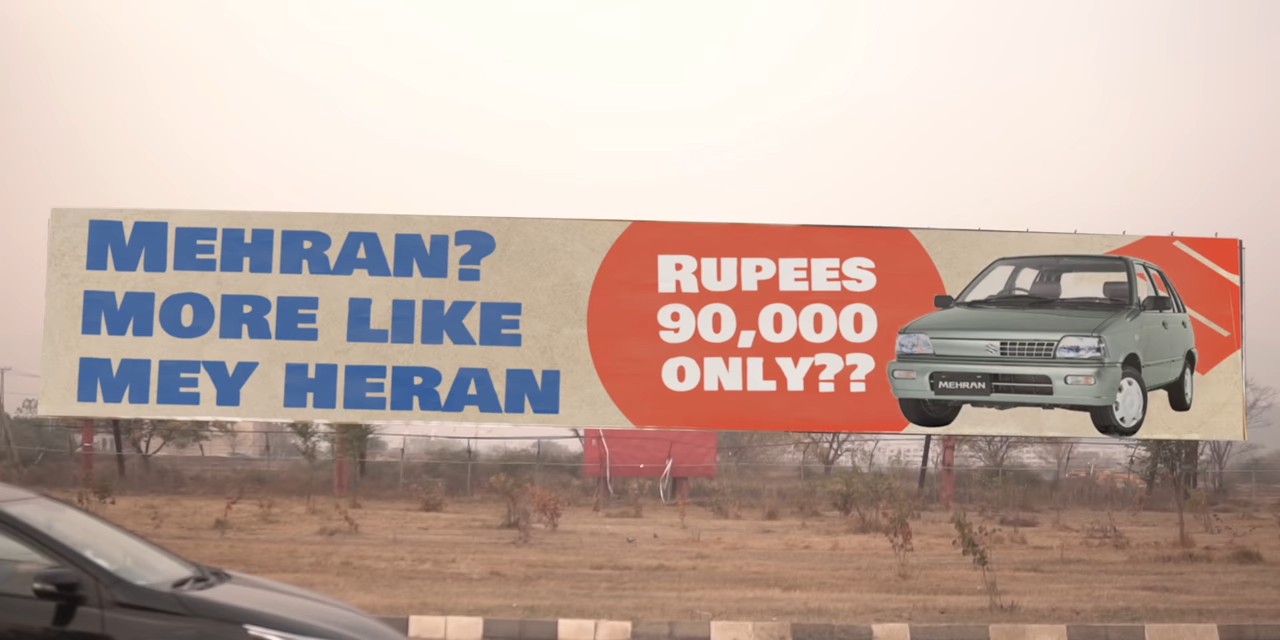 MEHRAN?
MORE LIKE
MEY HERAN
RUPEES
90,000
ONLY??
MEHRAN